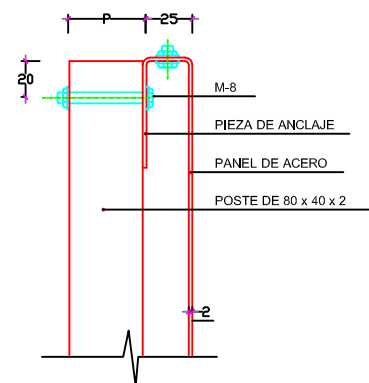 P
25
20
M-8
PIEZA DE ANCLAJE
PANEL DE ACERO
POSTE DE 80 x 40 x 2
2